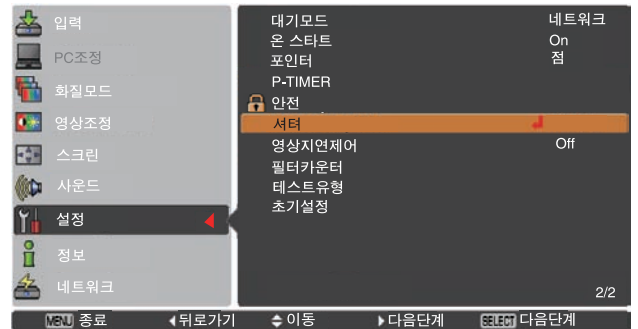 입력
PC조정
화질모드
영상조정
스크린
사운드
설정
정보
네트워크
대기모드 네트워크
온 스타트 On
포인터 점
P-TIMER
안전
셔텨
영상지연제어 Off
필터카운터
테스트유형
초기설정
2/2
MENU 종료 뒤로가기 이동 다음단계 SELECT 다음단계